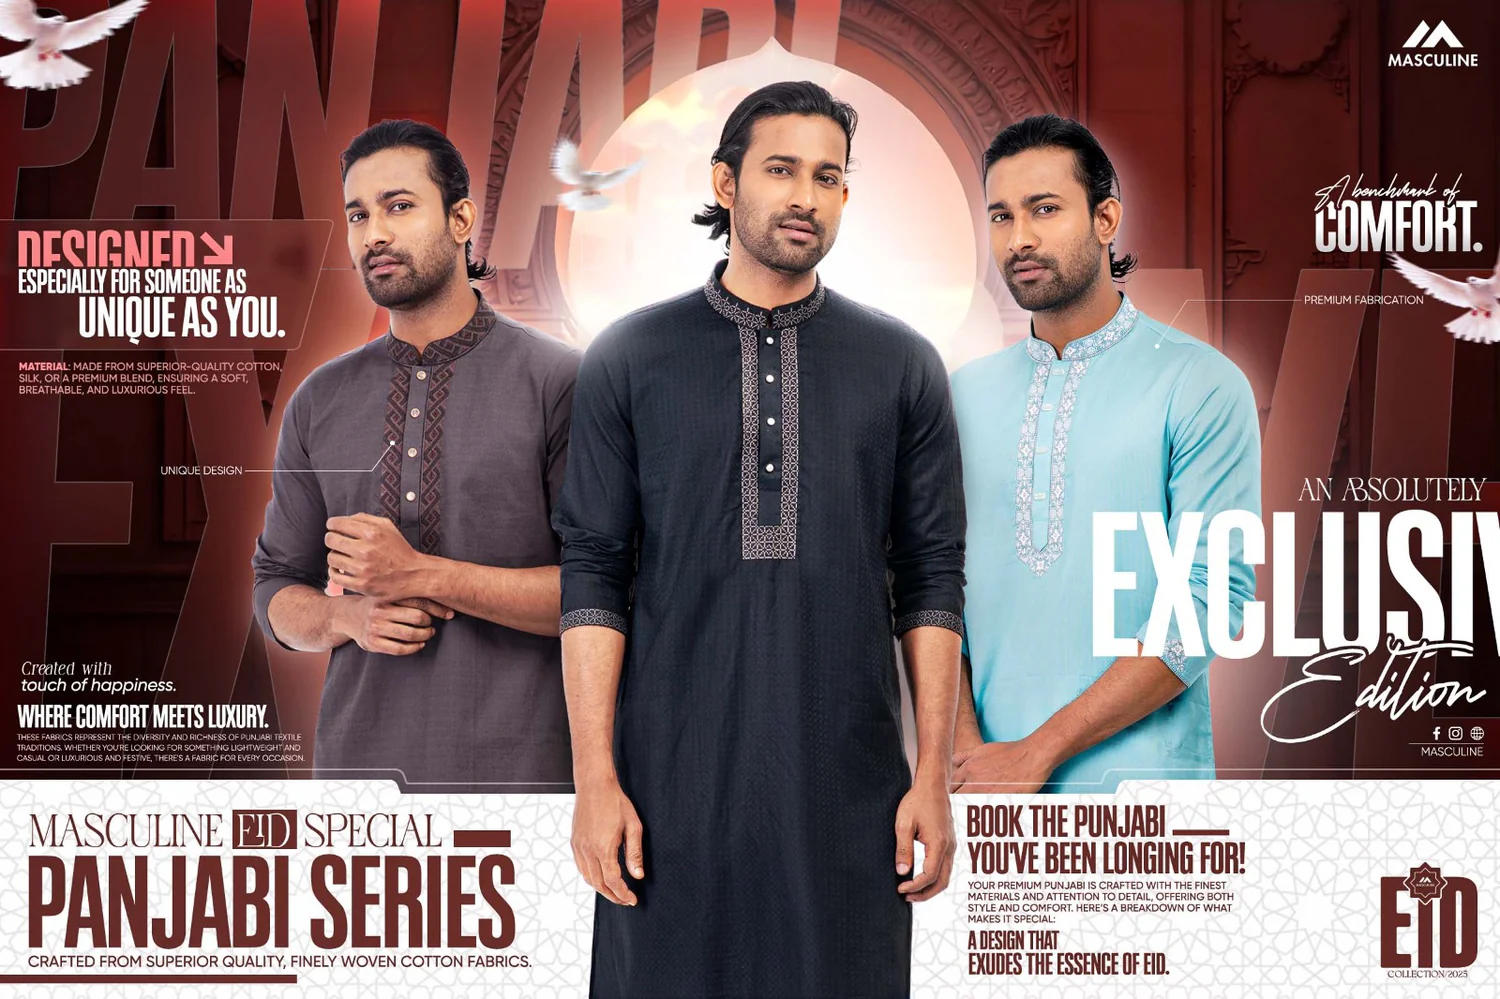 PANJABI
EXCLUSIVE
MASCULINE
DESIGNED
ESPECIALLY FOR SOMEONE AS
UNIQUE AS YOU.
MATERIAL: MADE FROM SUPERIOR-QUALITY COTTON,
SILK, OR A PREMIUM BLEND, ENSURING A SOFT,
BREATHABLE, AND LUXURIOUS FEEL.
UNIQUE DESIGN
Created with
touch of happiness.
WHERE COMFORT MEETS LUXURY.
THESE FABRICS REPRESENT THE DIVERSITY AND RICHNESS OF PUNJABI TEXTILE
TRADITIONS. WHETHER YOU'RE LOOKING FOR SOMETHING LIGHTWEIGHT AND
CASUAL OR LUXURIOUS AND FESTIVE, THERE'S A FABRIC FOR EVERY OCCASION.
A benchmark of
COMFORT.
PREMIUM FABRICATION
AN ABSOLUTELY
EXCLUSIV
Edition
MASCULINE
MASCULINE EID SPECIAL
PANJABI SERIES
CRAFTED FROM SUPERIOR QUALITY, FINELY WOVEN COTTON FABRICS.
BOOK THE PUNJABI
YOU'VE BEEN LONGING FOR!
YOUR PREMIUM PUNJABI IS CRAFTED WITH THE FINEST
MATERIALS AND ATTENTION TO DETAIL, OFFERING BOTH
STYLE AND COMFORT. HERE'S A BREAKDOWN OF WHAT
MAKES IT SPECIAL:
A DESIGN THAT
EXUDES THE ESSENCE OF EID.
EID
COLLECTION/2025